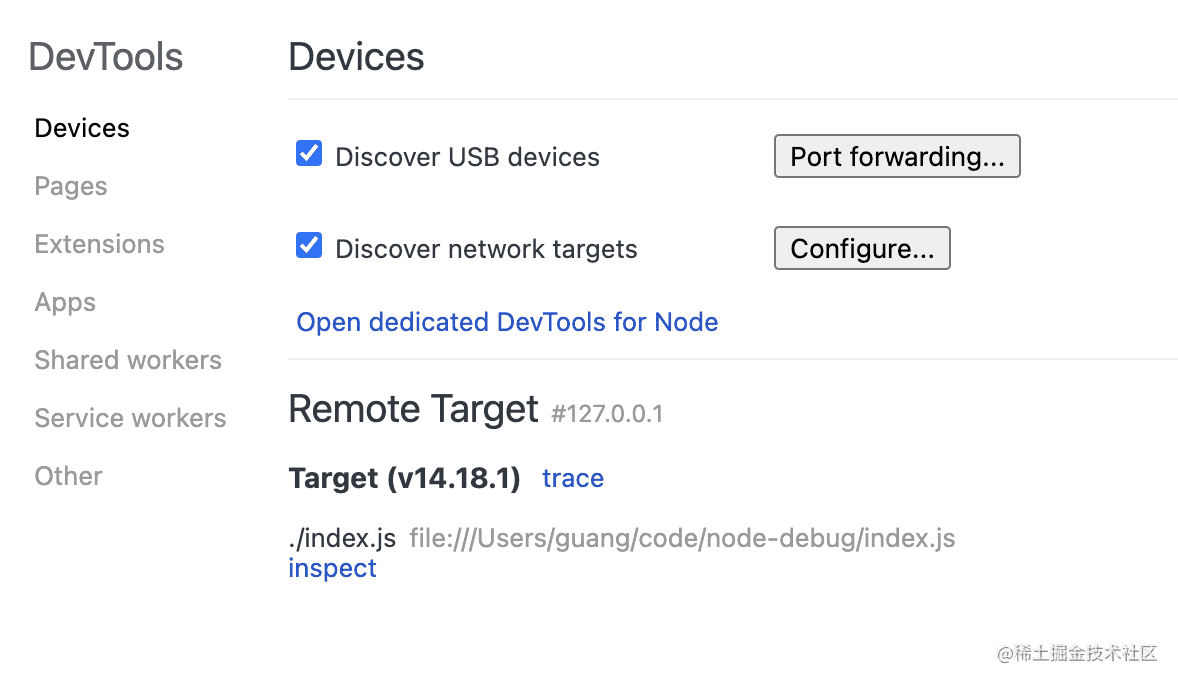 DevTools
Devices
Pages
Extensions
Apps
Shared workers
Service workers
Other
Devices
Discover USB devices
Port forwarding...
Discover network targets
Configure...
Open dedicated DevTools for Node
Remote Target #127.0.0.1
Target (v14.18.1) trace
./index.js file:///Users/guang/code/node-debug/index.js
inspect
@稀土掘金技术社区